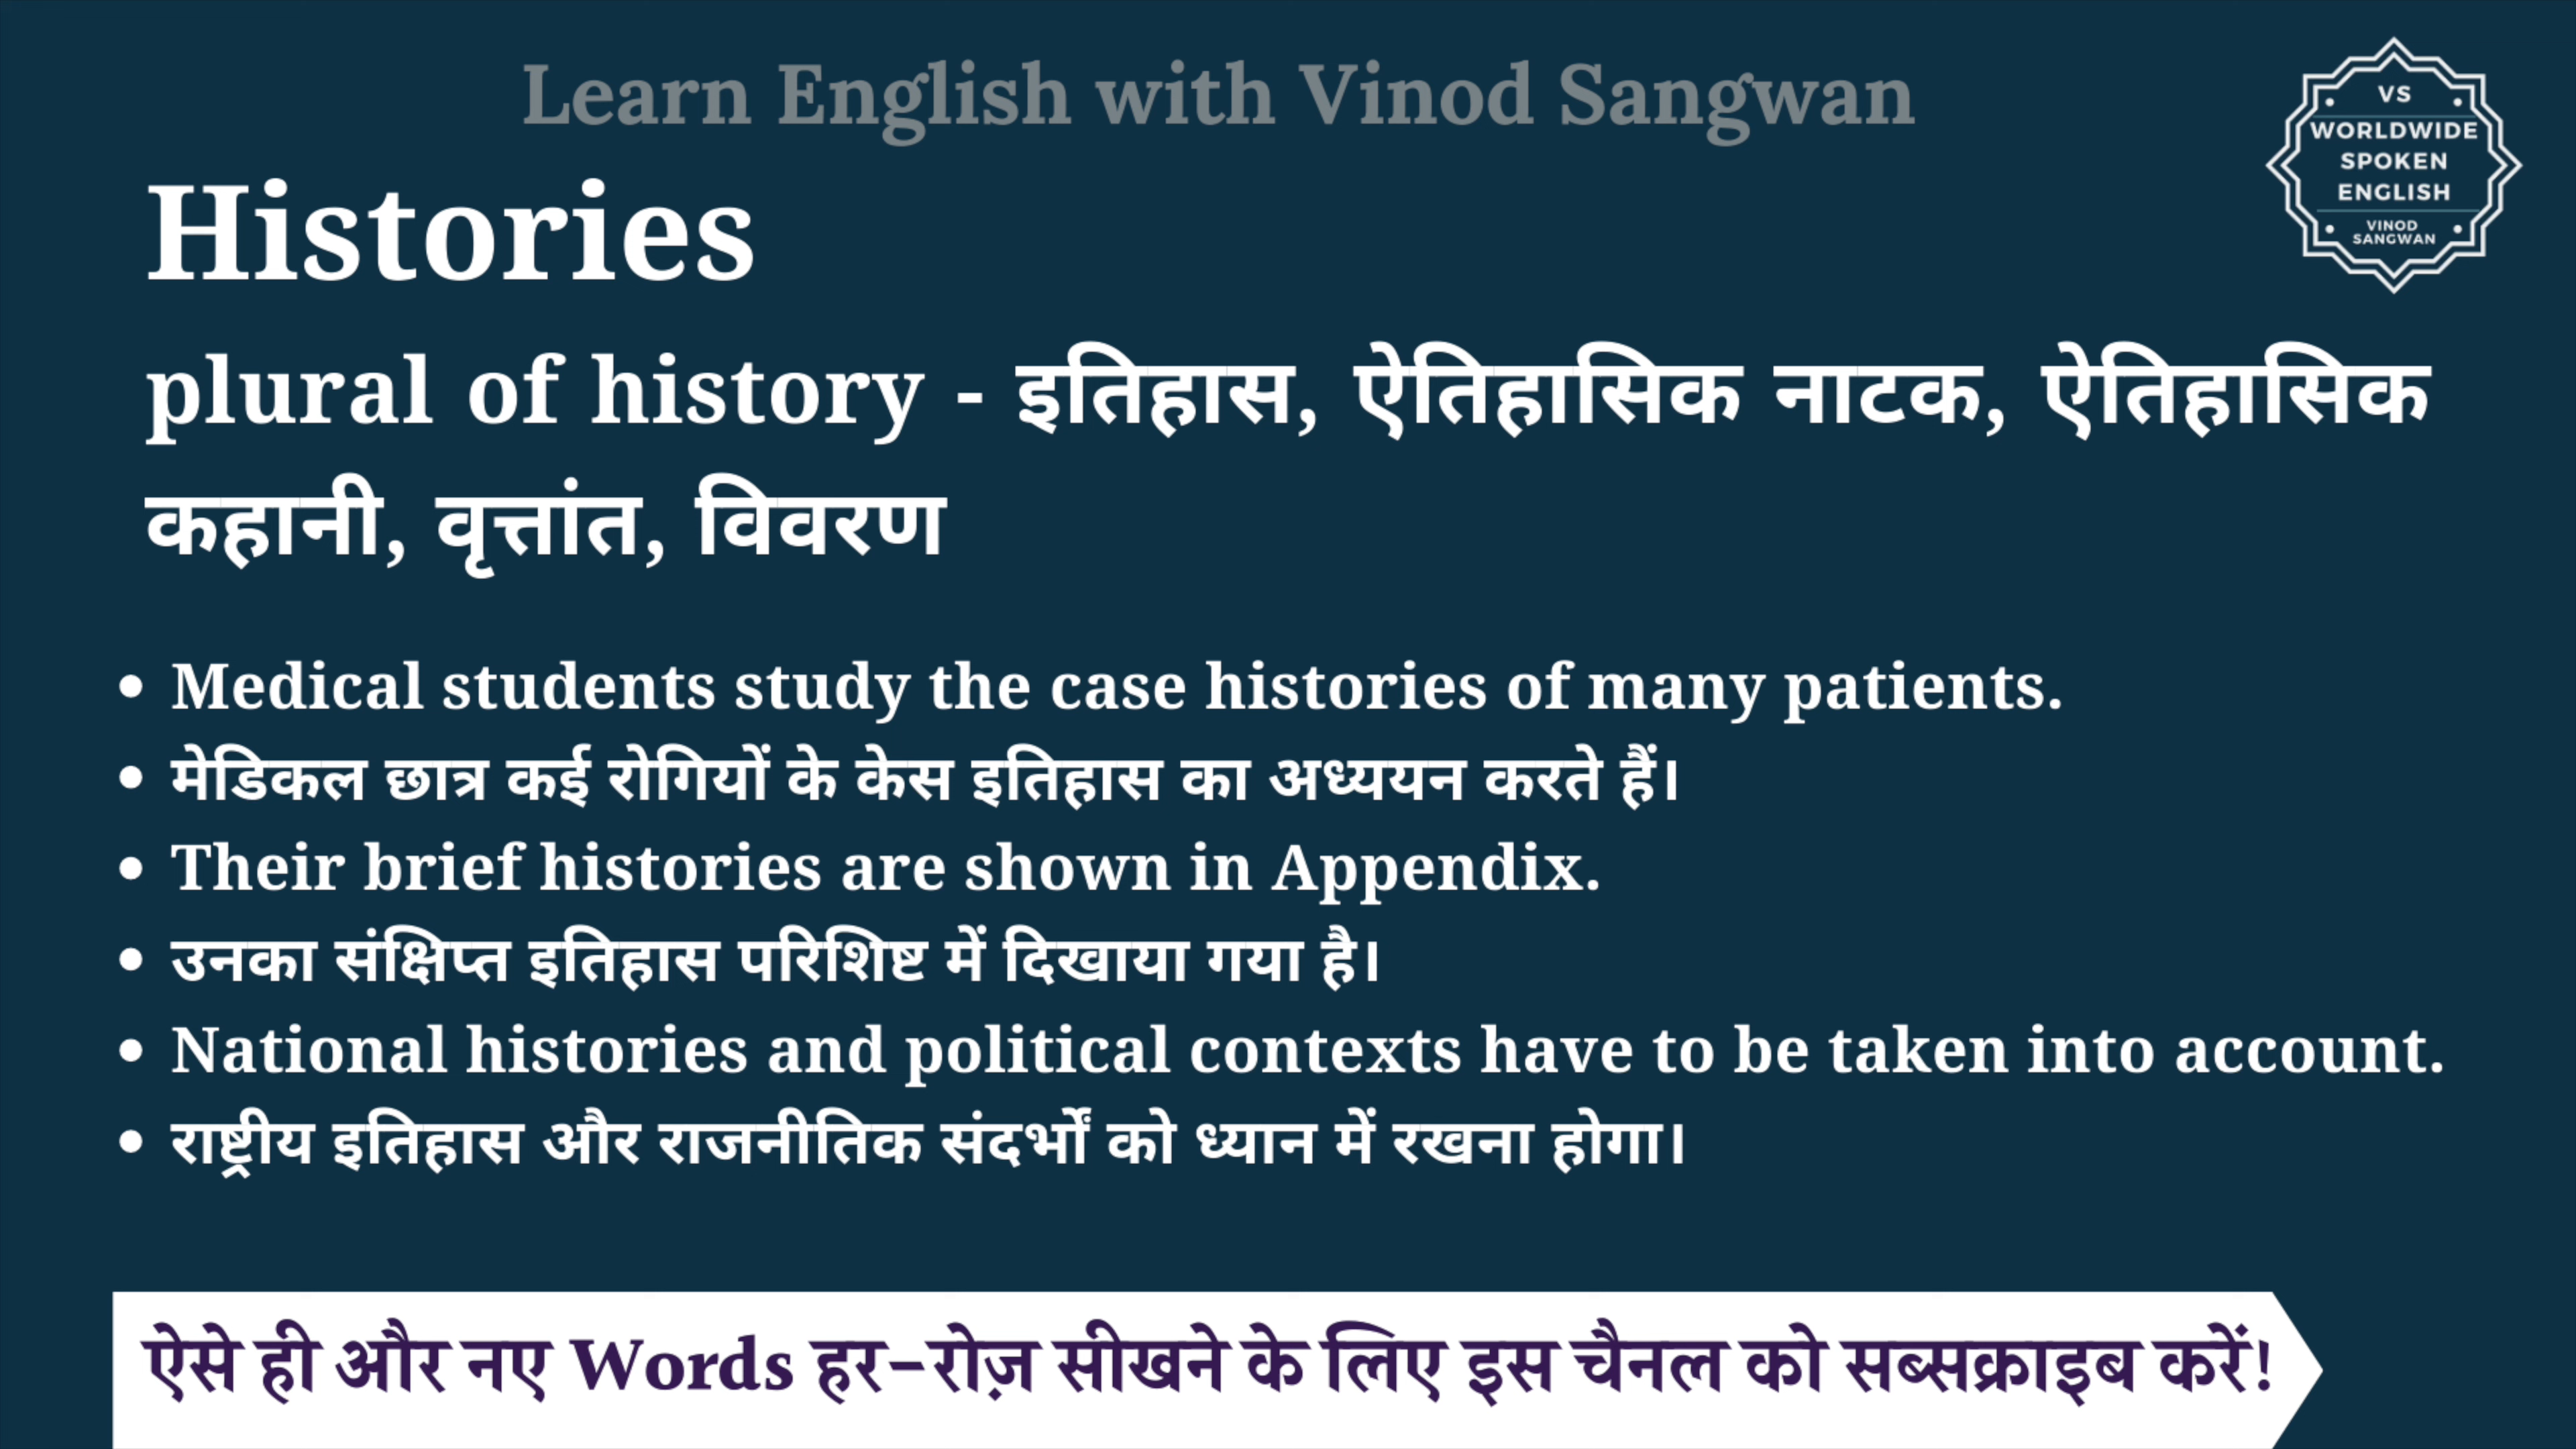 Learn English with Vinod Sangwan
VS
WORLDWIDE
SPOKEN
ENGLISH
VINOD
SANGWAN
Histories
plural of history - इतिहास, ऐतिहासिक नाटक, ऐतिहासिक
कहानी, वृत्तांत, विवरण
• Medical students study the case histories of many patients.
• मेडिकल छात्र कई रोगियों के केस इतिहास का अध्ययन करते हैं।
• Their brief histories are shown in Appendix.
• उनका संक्षिप्त इतिहास परिशिष्ट में दिखाया गया है।
• National histories and political contexts have to be taken into account.
• राष्ट्रीय इतिहास और राजनीतिक संदर्भों को ध्यान में रखना होगा।
ऐसे ही और नए Words हर-रोज़ सीखने के लिए इस चैनल को सब्सक्राइब करें!